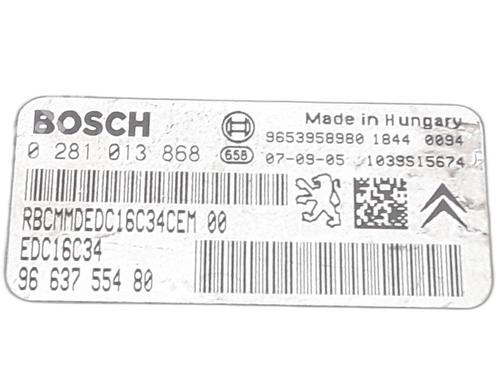 BOSCH
Made in Hungary
9653958980 1844 0094
0 281 013 868
658
07-09-05 1039S15674
RBCMMDEDC16C34CEM 00
EDC16C34
96 637 554 80